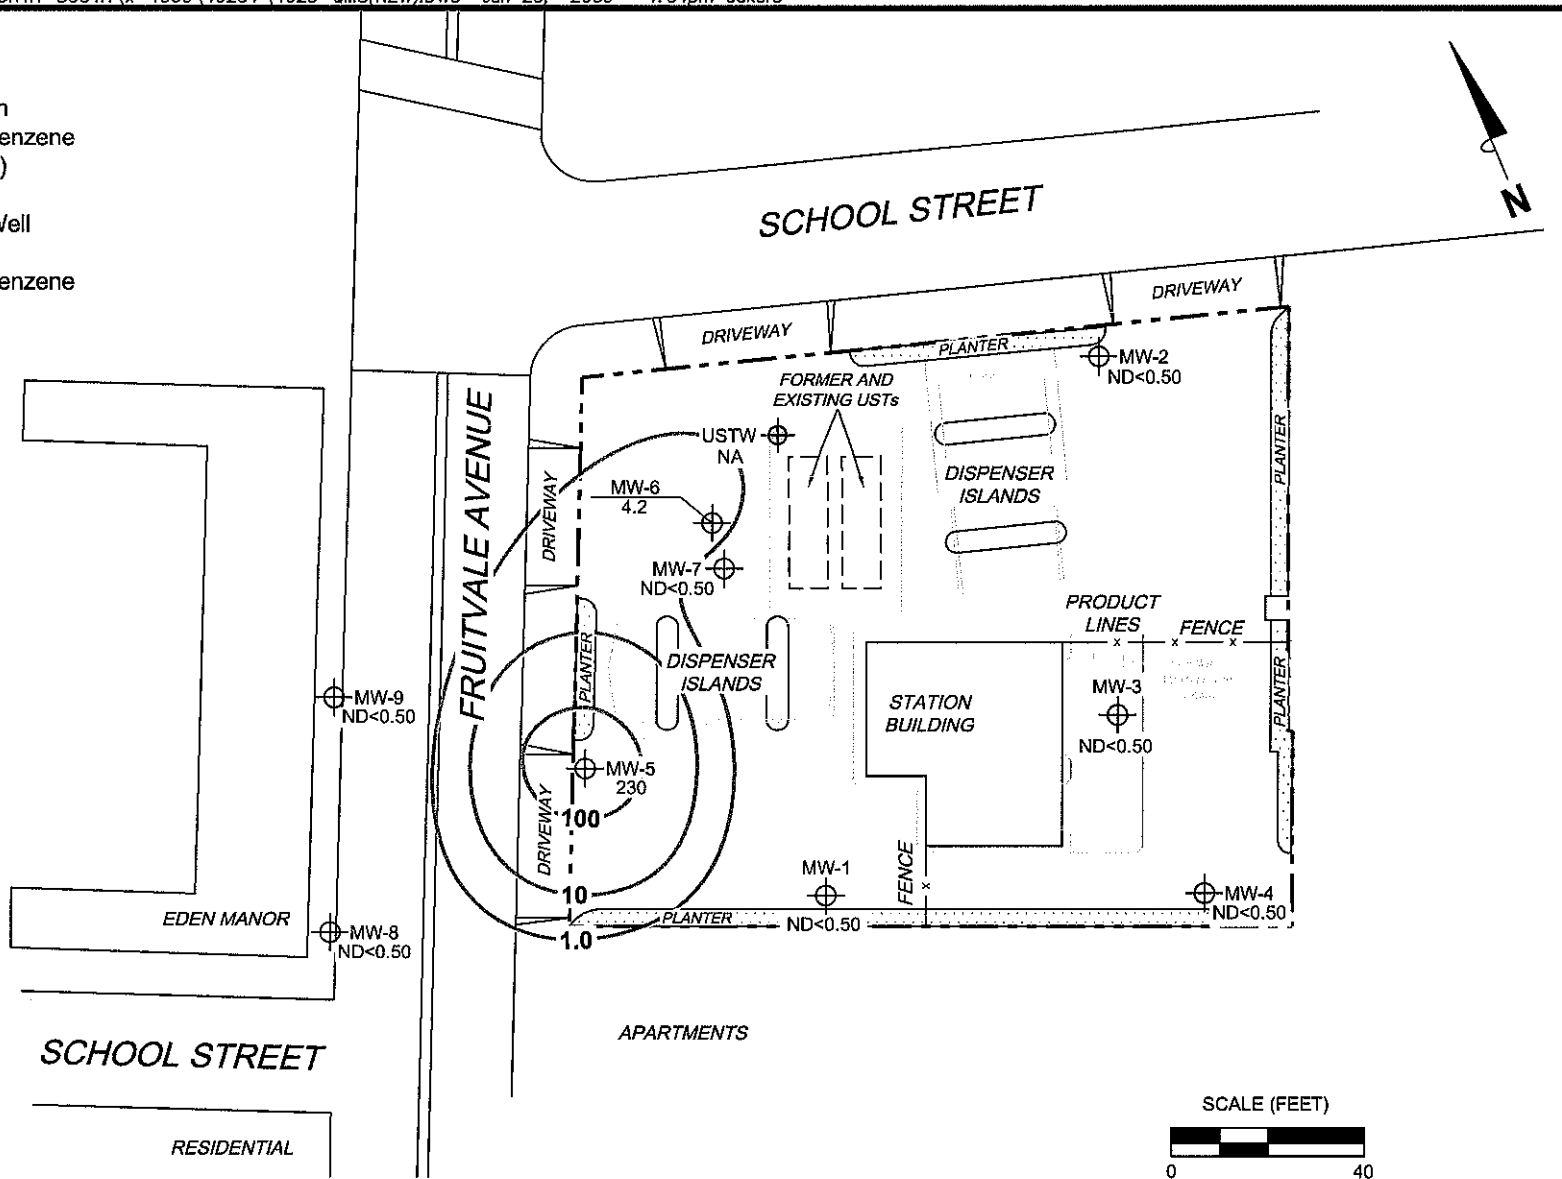 enzene
)
Vell
enzene
N
SCHOOL STREET
DRIVEWAY
DRIVEWAY
PLANTER
MW-2
ND<0.50
FORMER AND
EXISTING USTs
FRUITVALE AVENUE
USTW
NA
PLANTER
DISPENSER
ISLANDS
MW-6
4.2
DRIVEWAY
MW-7
ND<0.50
PRODUCT
LINES
FENCE
x x x
PLANTER
DISPENSER
ISLANDS
PLANTER
MW-9
ND<0.50
STATION
BUILDING
MW-3
ND<0.50
MW-5
230
100
DRIVEWAY
10
1.0
MW-1
ND<0.50
FENCE
x
PLANTER
MW-4
ND<0.50
EDEN MANOR
MW-8
ND<0.50
SCHOOL STREET
APARTMENTS
RESIDENTIAL
SCALE (FEET)
0 40